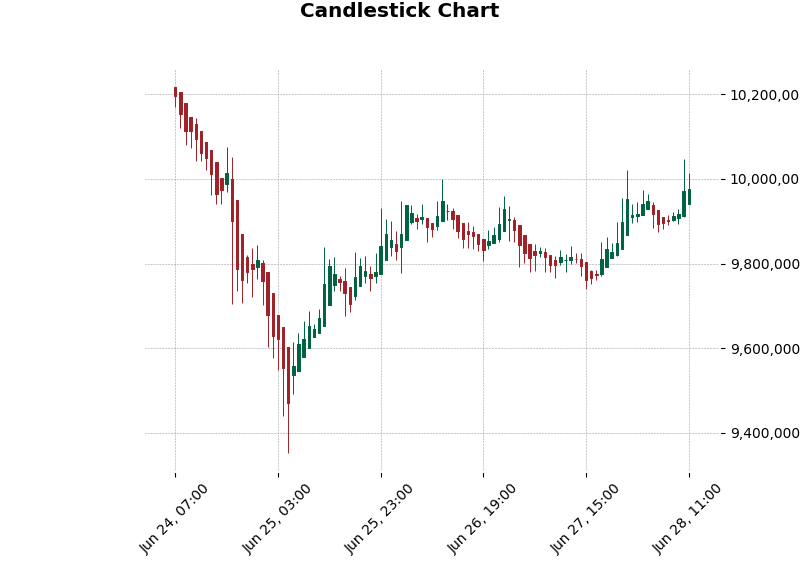 Candlestick Chart
10,200,00
10,000,000
9,800,000
9,600,000
9,400,000
Jun 24, 07:00
Jun 25, 03:00
Jun 25, 23:00
Jun 26, 19:00
Jun 27, 15:00
Jun 28, 11:00